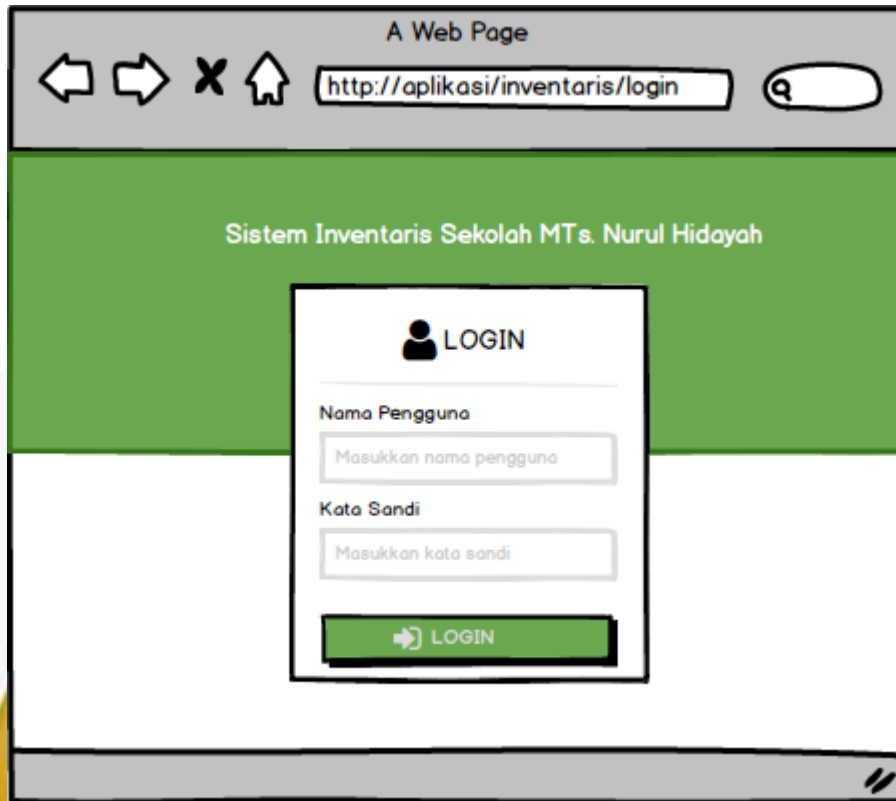 A Web Page
http://aplikasi/inventaris/login
Sistem Inventaris Sekolah MTs. Nurul Hidayah
LOGIN
Nama Pengguna
Masukkan nama pengguna
Kata Sandi
Masukkan kata sandi
LOGIN